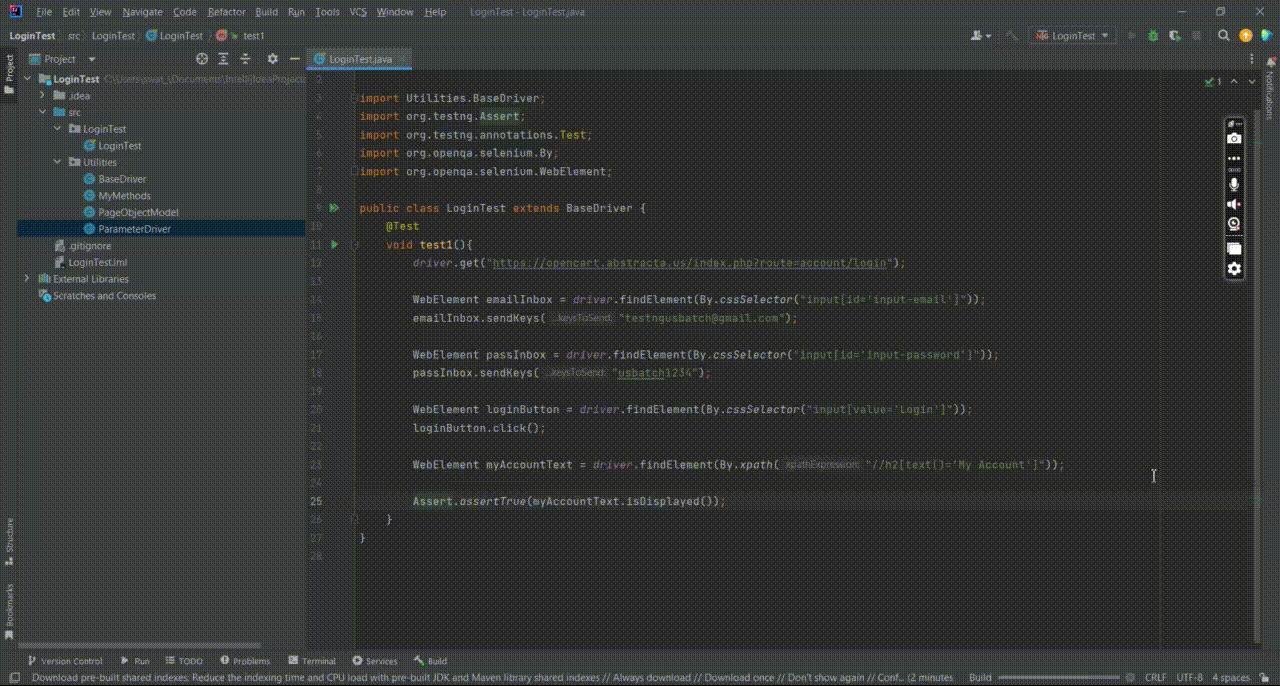 File Edit View Navigate Code Refactor Build Run Tools VCS Window Help LoginTest - LoginTest.java
LoginTest src LoginTest LoginTest test1 LoginTest
Project LoginTest.java
LoginTest C:\Users\swat_\Documents\IntellijIdeaProjects
.idea
src
LoginTest
LoginTest
Utilities
BaseDriver
MyMethods
PageObjectModel
ParameterDriver
.gitignore
LoginTest.iml
External Libraries
Scratches and Consoles
Project
Structure
Bookmarks
1
Notifications
00:00
2
3 import Utilities.BaseDriver;
4 import org.testng.Assert;
5 import org.testng.annotations.Test;
6 import org.openqa.selenium.By;
7 import org.openqa.selenium.WebElement;
8
9 public class LoginTest extends BaseDriver {
10 @Test
11 void test1(){
12 driver.get("https://opencart.abstracta.us/index.php?route=account/login");
13
14 WebElement emailInbox = driver.findElement(By.cssSelector("input[id='input-email']"));
15 emailInbox.sendKeys( ...keysToSend: "testngusbatch@gmail.com");
16
17 WebElement passInbox = driver.findElement(By.cssSelector("input[id='input-password']"));
18 passInbox.sendKeys( ...keysToSend: "usbatch1234");
19
20 WebElement loginButton = driver.findElement(By.cssSelector("input[value='Login']"));
21 loginButton.click();
22
23 WebElement myAccountText = driver.findElement(By.xpath( xpathExpression: "//h2[text()='My Account']"));
24
25 Assert.assertTrue(myAccountText.isDisplayed());
26 }
27 }
28
Version Control Run TODO Problems Terminal Services Build
Download pre-built shared indexes: Reduce the indexing time and CPU load with pre-built JDK and Maven library shared indexes // Always download // Download once // Don't show again // Conf... (2 minutes Build CRLF UTF-8 4 spaces